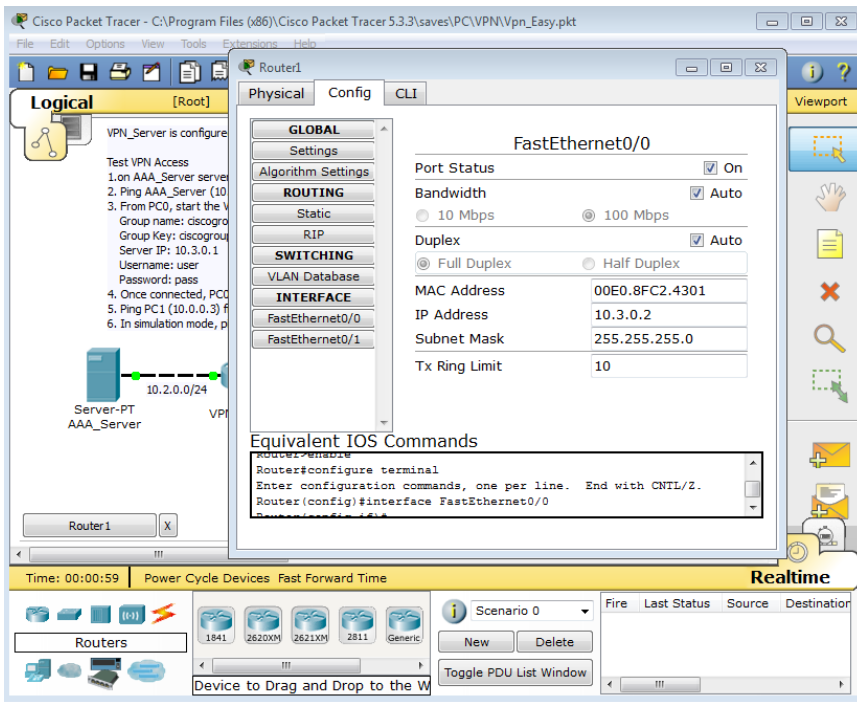 Cisco Packet Tracer - C:\Program Files (x86)\Cisco Packet Tracer 5.3.3\saves\PC\VPN\Vpn_Easy.pkt
File Edit Options View Tools Extensions Help
Logical
[Root]
Viewport
VPN_Server is configure
Test VPN Access
1.on AAA_Server serve
2. Ping AAA_Server (10
3. From PC0, start the V
Group name: ciscogro
Group Key: ciscogrou
Server IP: 10.3.0.1
Username: user
Password: pass
4. Once connected, PC0
5. Ping PC1 (10.0.0.3) f
6. In simulation mode, p
10.2.0.0/24
Server-PT
AAA_Server
VPN
Router1 X
Router1
Physical Config CLI
GLOBAL
Settings
Algorithm Settings
ROUTING
Static
RIP
SWITCHING
VLAN Database
INTERFACE
FastEthernet0/0
FastEthernet0/1
FastEthernet0/0
Port Status On
Bandwidth Auto
10 Mbps 100 Mbps
Duplex Auto
Full Duplex Half Duplex
MAC Address 00E0.8FC2.4301
IP Address 10.3.0.2
Subnet Mask 255.255.255.0
Tx Ring Limit 10
Equivalent IOS Commands
Router>enable
Router#configure terminal
Enter configuration commands, one per line. End with CNTL/Z.
Router(config)#interface FastEthernet0/0
Router(config-if)#
Time: 00:00:59 Power Cycle Devices Fast Forward Time
Realtime
Routers
1841 2620XM 2621XM 2811 Generic
Device to Drag and Drop to the W
Scenario 0
New Delete
Toggle PDU List Window
Fire Last Status Source Destination